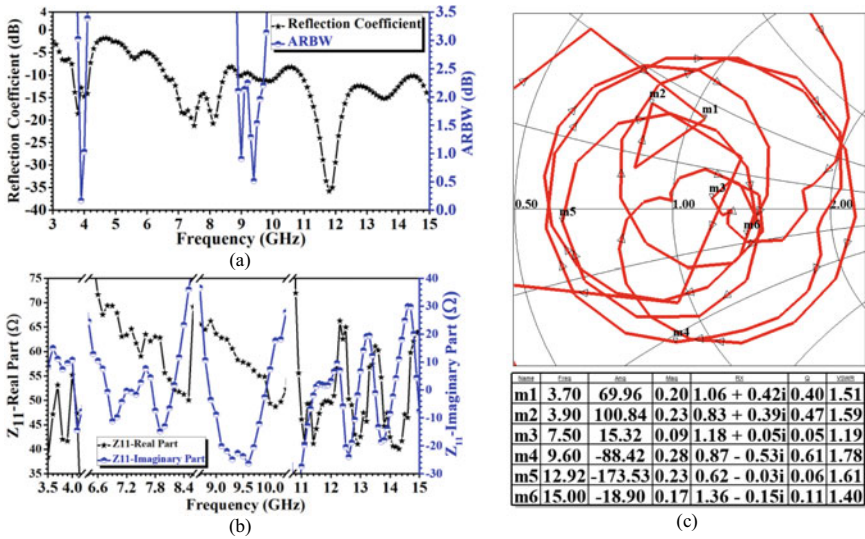 Reflection Coefficient (dB)
5
0
-5
-10
-15
-20
-25
-30
-35
-40
Reflection Coefficient
ARBW
3 4 5 6 7 8 9 10 11 12 13 14 15
Frequency (GHz)
3.5
3.0
2.5
2.0
1.5
1.0
0.5
0.0
ARBW (dB)
(a)
Z11-Real Part (Ω)
75
70
65
60
55
50
45
40
35
Z11-Real Part
Z11-Imaginary Part
3.5 4.0 6.6 7.2 7.8 8.4 9.0 10.0 11 12 13 14 15
Frequency (GHz)
40
30
20
10
0
-10
-20
-30
Z11-Imaginary Part (Ω)
(b)
m2
m1
m3
0.50 1.00 2.00
m5
m6
m4
Name Freq Ang Mag RX Q VSWR
m1 3.70 69.96 0.20 1.06 + 0.42i 0.40 1.51
m2 3.90 100.84 0.23 0.83 + 0.39i 0.47 1.59
m3 7.50 15.32 0.09 1.18 + 0.05i 0.05 1.19
m4 9.60 -88.42 0.28 0.87 - 0.53i 0.61 1.78
m5 12.92 -173.53 0.23 0.62 - 0.03i 0.06 1.61
m6 15.00 -18.90 0.17 1.36 - 0.15i 0.11 1.40
(c)